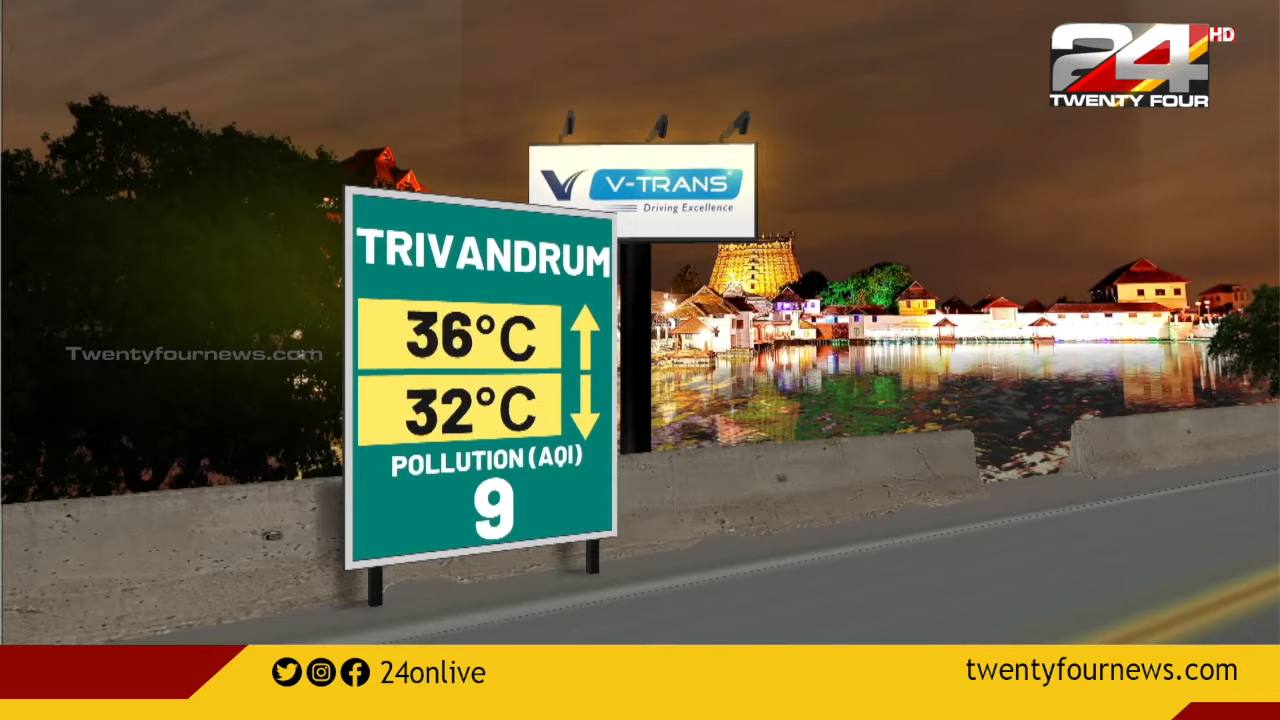 24 HD
TWENTY FOUR
V-TRANS
Driving Excellence
TRIVANDRUM
36°C
32°C
POLLUTION (AQI)
9
Twentyfournews.com
24onlive
twentyfournews.com